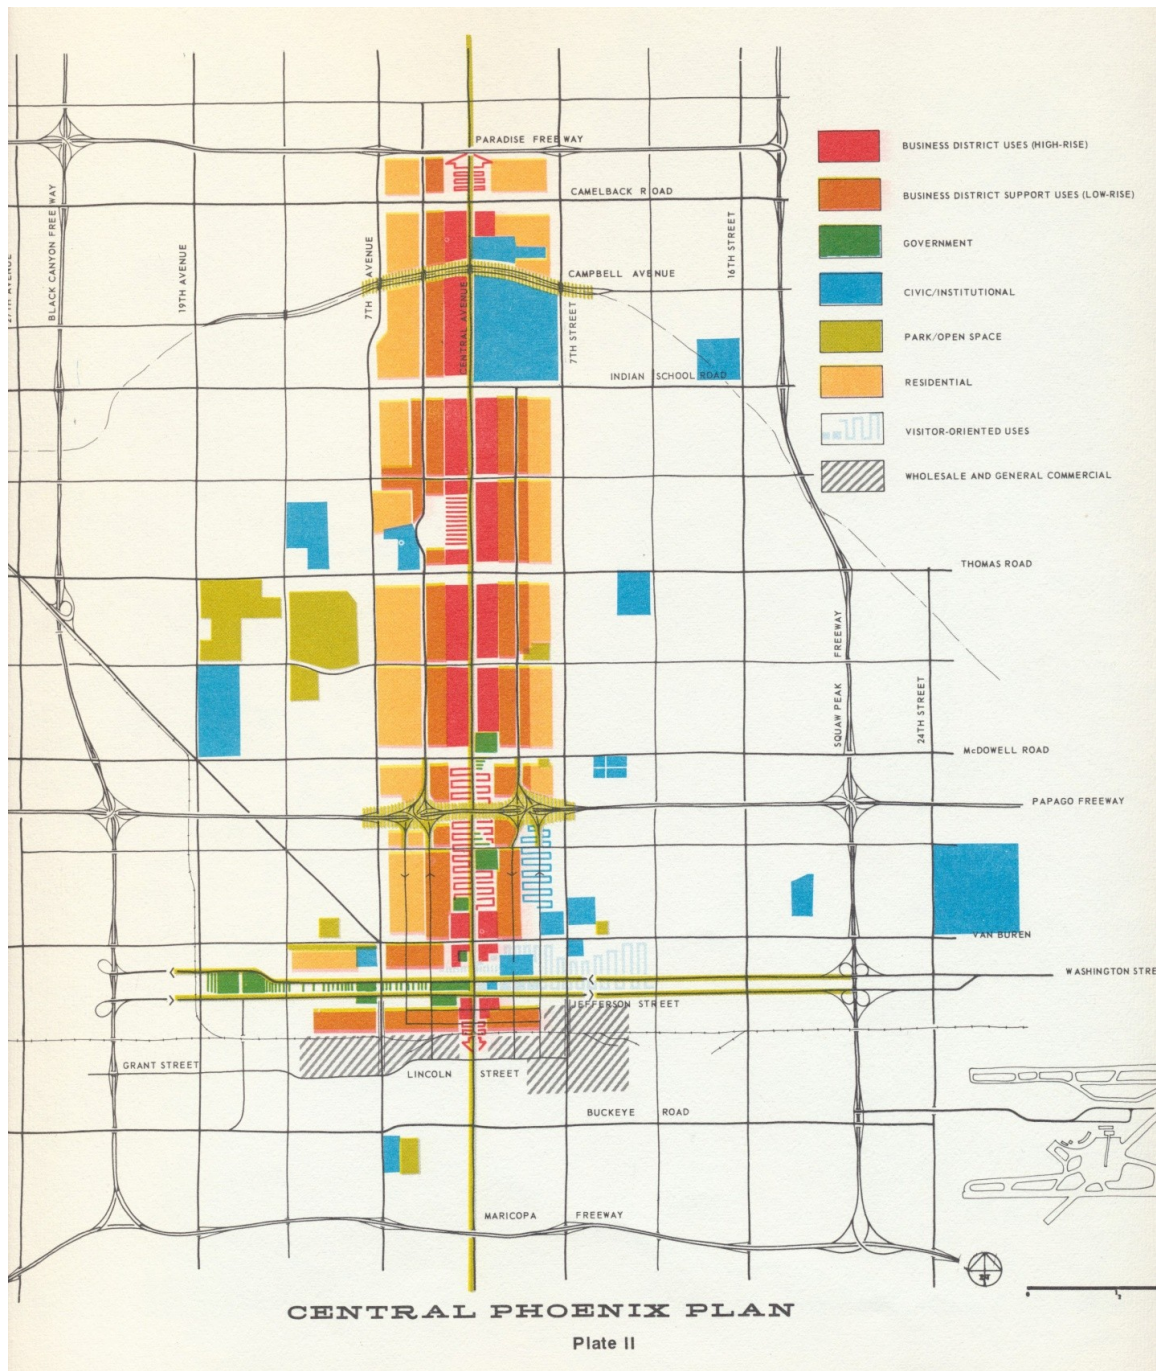 PARADISE FREEWAY
CAMELBACK ROAD
BLACK CANYON FREEWAY
19TH AVENUE
7TH AVENUE
16TH STREET
CAMPBELL AVENUE
CENTRAL AVENUE
7TH STREET
INDIAN SCHOOL ROAD
BUSINESS DISTRICT USES (HIGH-RISE)
BUSINESS DISTRICT SUPPORT USES (LOW-RISE)
GOVERNMENT
CIVIC/INSTITUTIONAL
PARK/OPEN SPACE
RESIDENTIAL
VISITOR-ORIENTED USES
WHOLESALE AND GENERAL COMMERCIAL
THOMAS ROAD
SQUAW PEAK FREEWAY
24TH STREET
McDOWELL ROAD
PAPAGO FREEWAY
VAN BUREN
WASHINGTON STRE
JEFFERSON STREET
GRANT STREET
LINCOLN STREET
BUCKEYE ROAD
MARICOPA FREEWAY
CENTRAL PHOENIX PLAN
Plate II